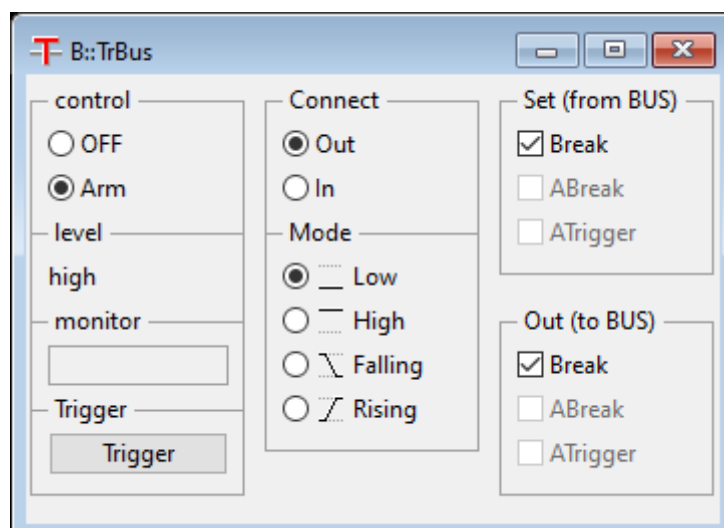 B::TrBus
control
OFF
Arm
level
high
monitor
Trigger
Trigger
Connect
Out
In
Mode
Low
High
Falling
Rising
Set (from BUS)
Break
ABreak
ATrigger
Out (to BUS)
Break
ABreak
ATrigger